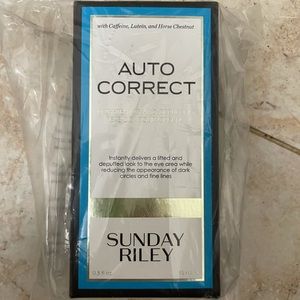 with Caffeine, Lutein, and Horse Chestnut
AUTO
CORRECT
Instantly delivers a lifted and
depuffed look to the eye area while
reducing the appearance of dark
circles and fine lines
SUNDAY
RILEY